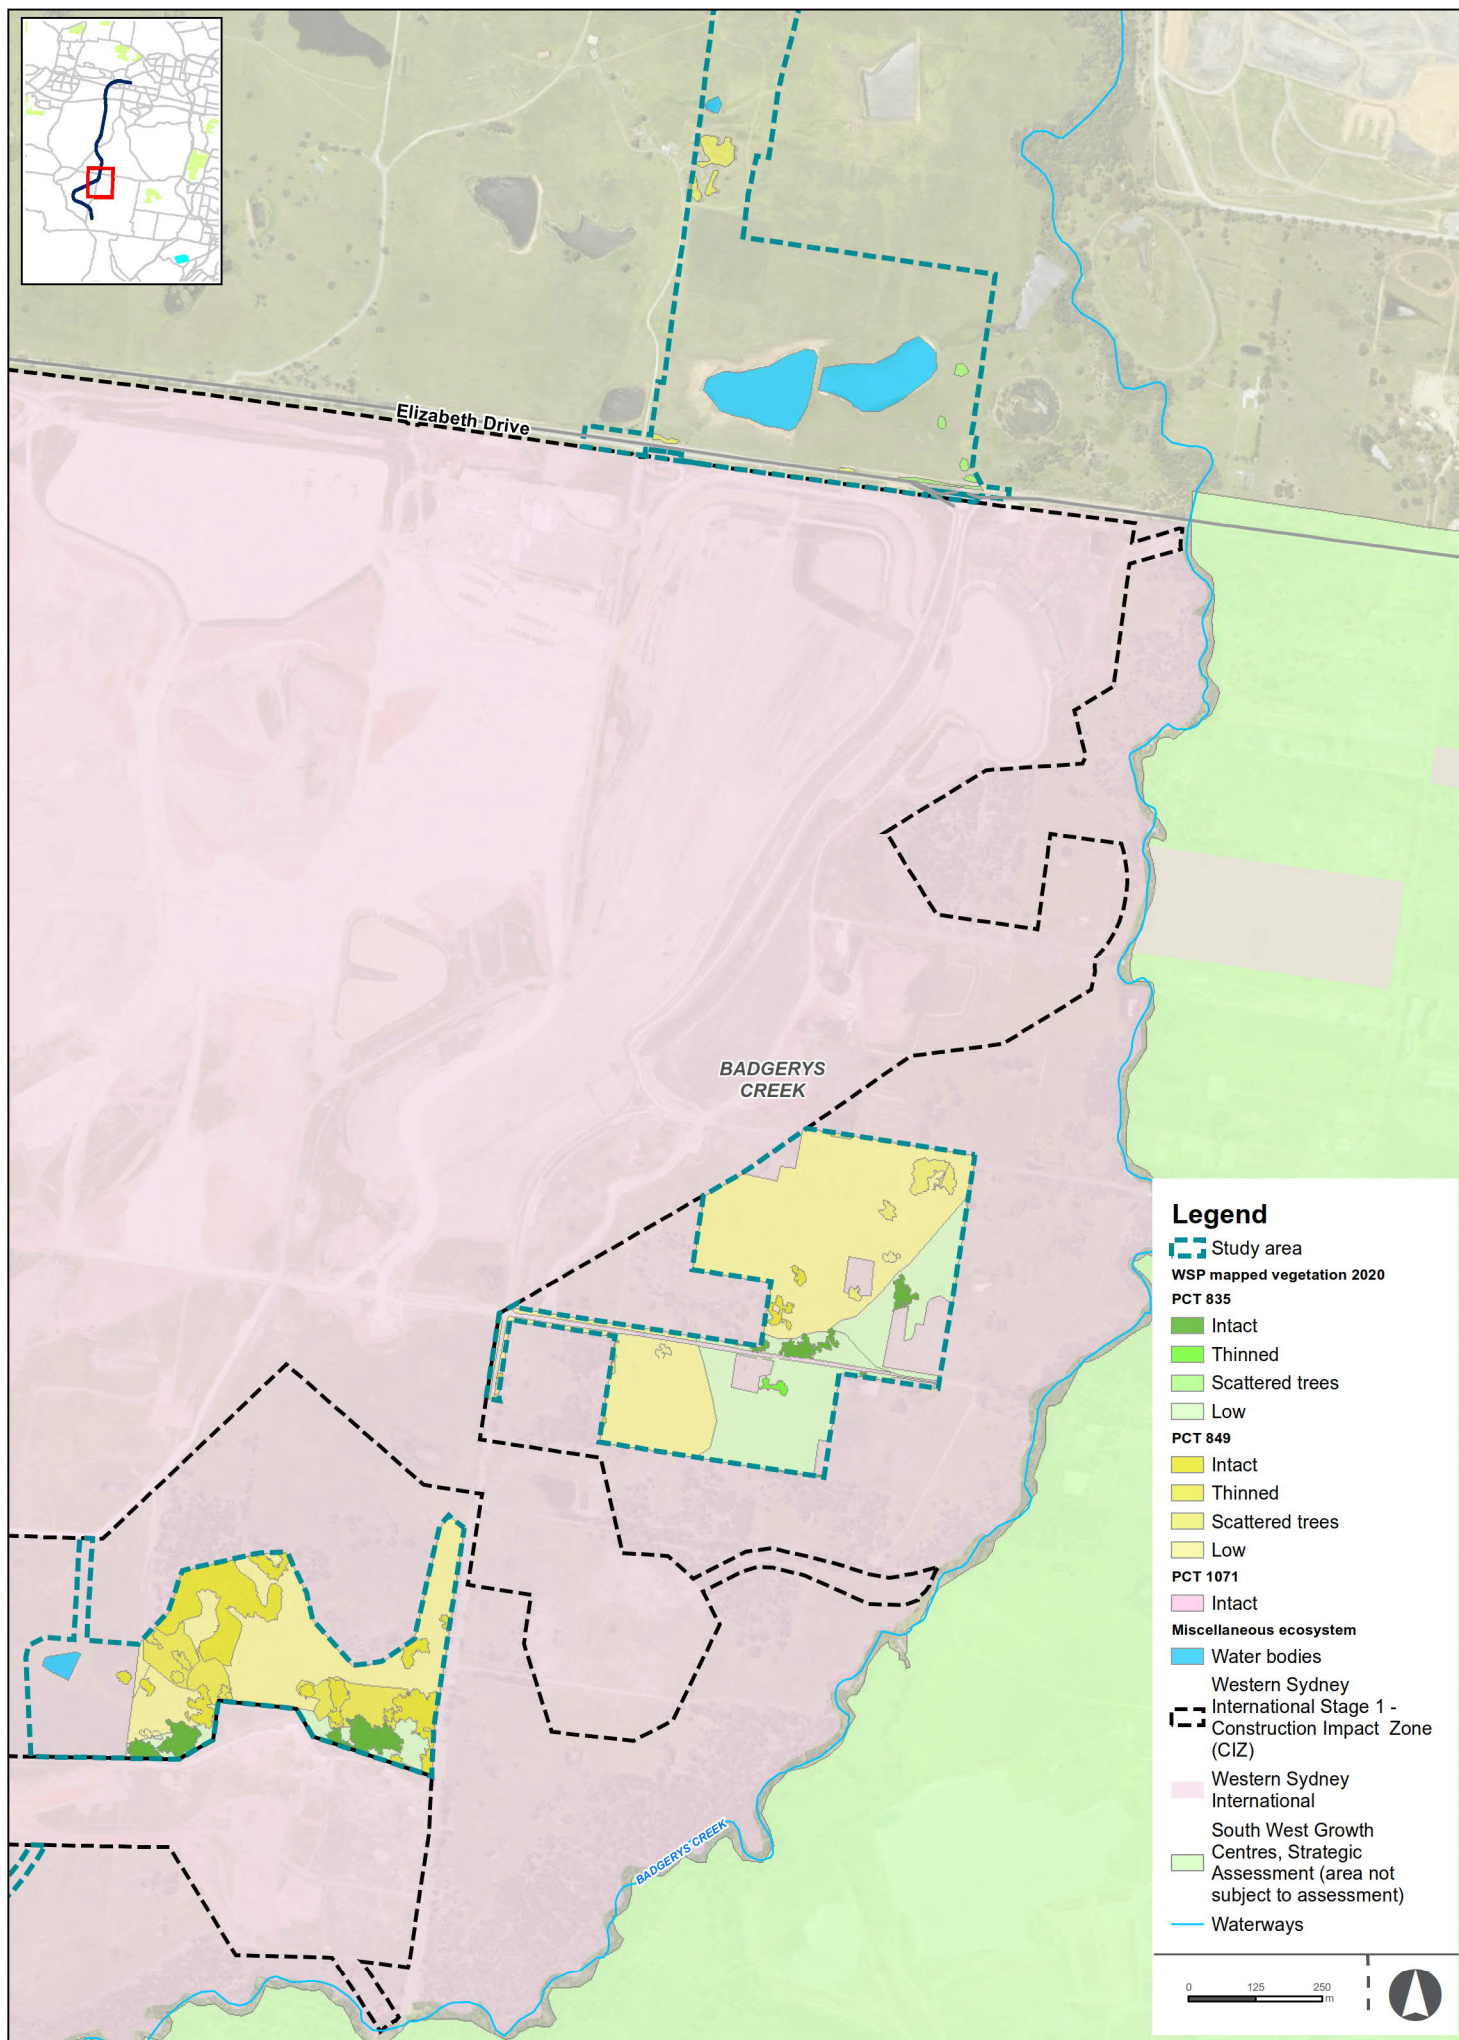 Elizabeth Drive
BADGERYS
CREEK
BADGERYS CREEK
Legend
Study area
WSP mapped vegetation 2020
PCT 835
Intact
Thinned
Scattered trees
Low
PCT 849
Intact
Thinned
Scattered trees
Low
PCT 1071
Intact
Miscellaneous ecosystem
Water bodies
Western Sydney
International Stage 1 -
Construction Impact Zone
(CIZ)
Western Sydney
International
South West Growth
Centres, Strategic
Assessment (area not
subject to assessment)
Waterways
0 125 250
m